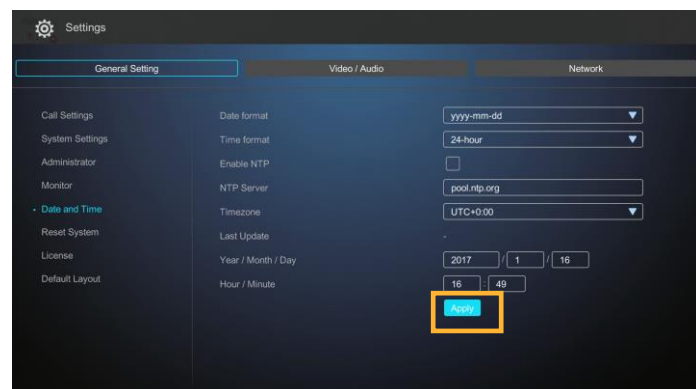 Settings
General Setting Video / Audio Network
Call Settings Date format yyyy-mm-dd
System Settings Time format 24-hour
Administrator Enable NTP
Monitor NTP Server pool.ntp.org
Date and Time Timezone UTC+0:00
Reset System Last Update -
License Year / Month / Day 2017 / 1 / 16
Default Layout Hour / Minute 16 : 49
Apply